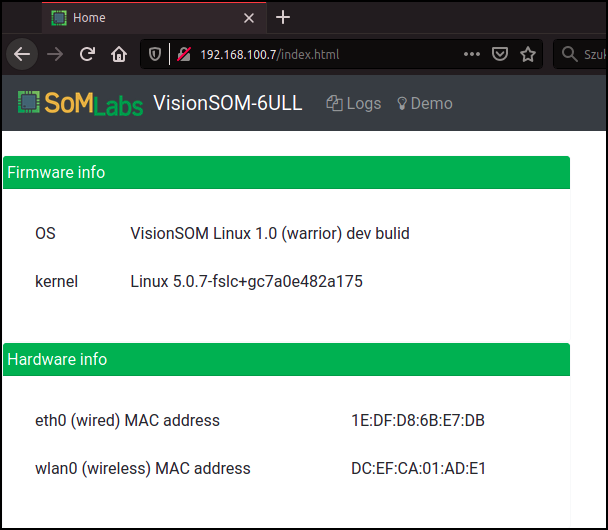 Home
192.168.100.7/index.html
Szuk
SoMLabs VisionSOM-6ULL Logs Demo
Firmware info
OS VisionSOM Linux 1.0 (warrior) dev bulid
kernel Linux 5.0.7-fslc+gc7a0e482a175
Hardware info
eth0 (wired) MAC address 1E:DF:D8:6B:E7:DB
wlan0 (wireless) MAC address DC:EF:CA:01:AD:E1